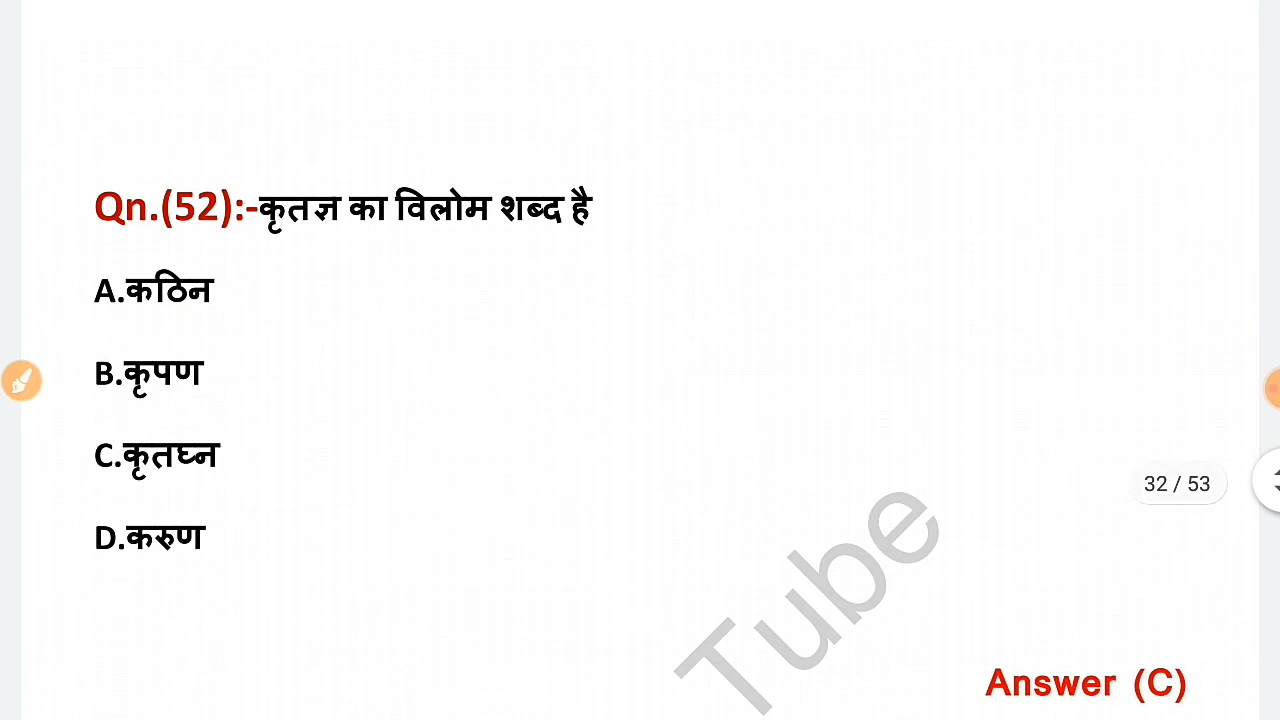 Qn.(52):-कृतज्ञ का विलोम शब्द है
A.कठिन
B.कृपण
C.कृतघ्न
32 / 53
D.करुण
Tube
Answer (C)